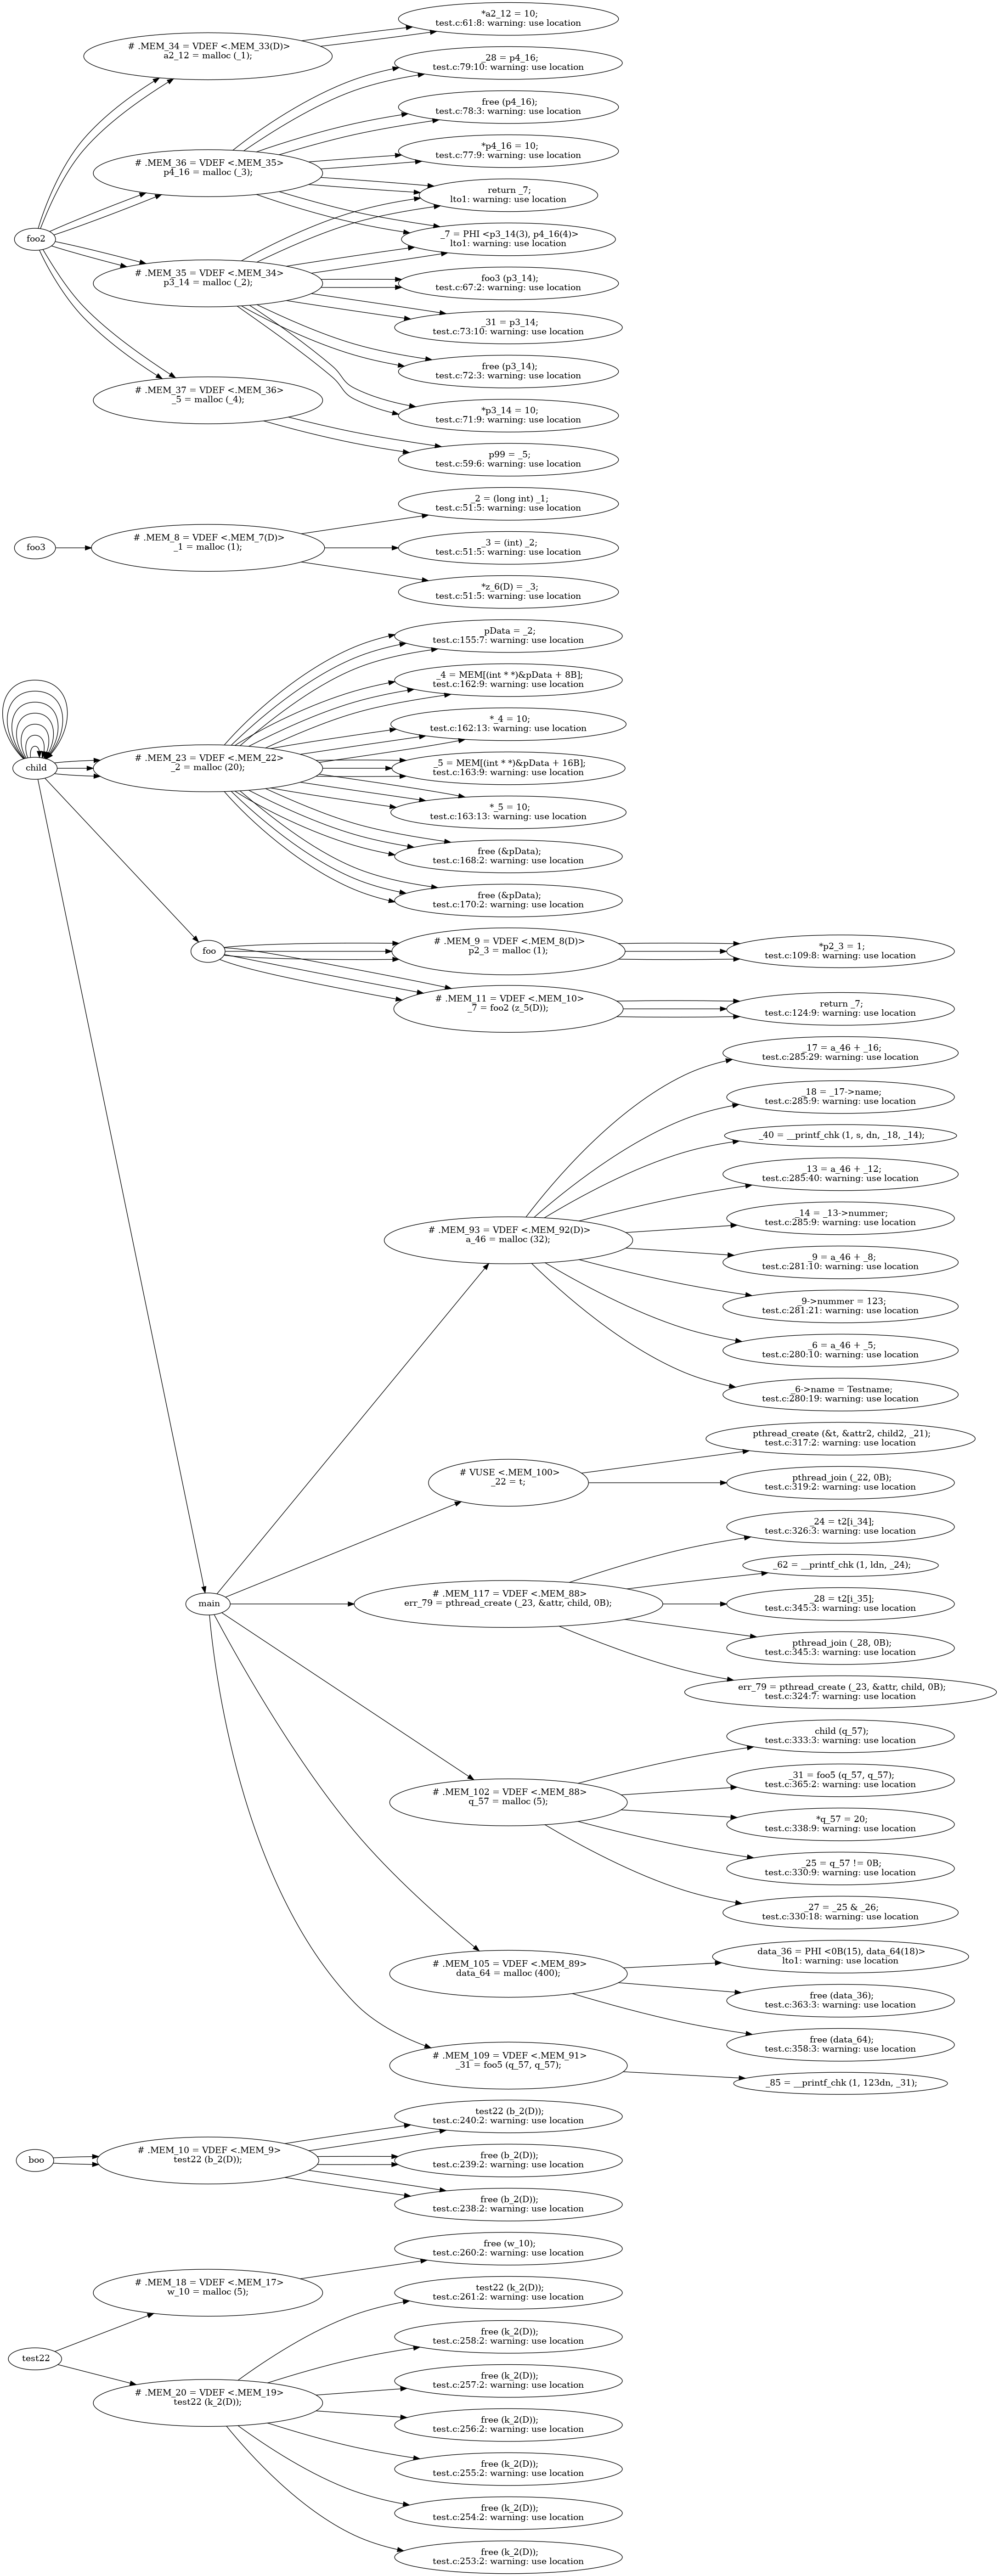 *a2_12 = 10;
test.c:61:8: warning: use location
# .MEM_34 = VDEF <.MEM_33(D)>
a2_12 = malloc (_1);
_28 = p4_16;
test.c:79:10: warning: use location
free (p4_16);
test.c:78:3: warning: use location
*p4_16 = 10;
test.c:77:9: warning: use location
# .MEM_36 = VDEF <.MEM_35>
p4_16 = malloc (_3);
return _7;
lto1: warning: use location
foo2
_7 = PHI <p3_14(3), p4_16(4)>
lto1: warning: use location
# .MEM_35 = VDEF <.MEM_34>
p3_14 = malloc (_2);
foo3 (p3_14);
test.c:67:2: warning: use location
_31 = p3_14;
test.c:73:10: warning: use location
free (p3_14);
test.c:72:3: warning: use location
# .MEM_37 = VDEF <.MEM_36>
_5 = malloc (_4);
*p3_14 = 10;
test.c:71:9: warning: use location
p99 = _5;
test.c:59:6: warning: use location
_2 = (long int) _1;
test.c:51:5: warning: use location
foo3
# .MEM_8 = VDEF <.MEM_7(D)>
_1 = malloc (1);
_3 = (int) _2;
test.c:51:5: warning: use location
*z_6(D) = _3;
test.c:51:5: warning: use location
pData = _2;
test.c:155:7: warning: use location
_4 = MEM[(int * *)&pData + 8B];
test.c:162:9: warning: use location
*_4 = 10;
test.c:162:13: warning: use location
child
# .MEM_23 = VDEF <.MEM_22>
_2 = malloc (20);
_5 = MEM[(int * *)&pData + 16B];
test.c:163:9: warning: use location
*_5 = 10;
test.c:163:13: warning: use location
free (&pData);
test.c:168:2: warning: use location
free (&pData);
test.c:170:2: warning: use location
foo
# .MEM_9 = VDEF <.MEM_8(D)>
p2_3 = malloc (1);
*p2_3 = 1;
test.c:109:8: warning: use location
# .MEM_11 = VDEF <.MEM_10>
_7 = foo2 (z_5(D));
return _7;
test.c:124:9: warning: use location
_17 = a_46 + _16;
test.c:285:29: warning: use location
_18 = _17->name;
test.c:285:9: warning: use location
_40 = __printf_chk (1, s, dn, _18, _14);
_13 = a_46 + _12;
test.c:285:40: warning: use location
_14 = _13->nummer;
test.c:285:9: warning: use location
# .MEM_93 = VDEF <.MEM_92(D)>
a_46 = malloc (32);
_9 = a_46 + _8;
test.c:281:10: warning: use location
_9->nummer = 123;
test.c:281:21: warning: use location
_6 = a_46 + _5;
test.c:280:10: warning: use location
_6->name = Testname;
test.c:280:19: warning: use location
pthread_create (&t, &attr2, child2, _21);
test.c:317:2: warning: use location
# VUSE <.MEM_100>
_22 = t;
pthread_join (_22, 0B);
test.c:319:2: warning: use location
_24 = t2[i_34];
test.c:326:3: warning: use location
_62 = __printf_chk (1, ldn, _24);
main
# .MEM_117 = VDEF <.MEM_88>
err_79 = pthread_create (_23, &attr, child, 0B);
_28 = t2[i_35];
test.c:345:3: warning: use location
pthread_join (_28, 0B);
test.c:345:3: warning: use location
err_79 = pthread_create (_23, &attr, child, 0B);
test.c:324:7: warning: use location
child (q_57);
test.c:333:3: warning: use location
_31 = foo5 (q_57, q_57);
test.c:365:2: warning: use location
# .MEM_102 = VDEF <.MEM_88>
q_57 = malloc (5);
*q_57 = 20;
test.c:338:9: warning: use location
_25 = q_57 != 0B;
test.c:330:9: warning: use location
_27 = _25 & _26;
test.c:330:18: warning: use location
data_36 = PHI <0B(15), data_64(18)>
lto1: warning: use location
# .MEM_105 = VDEF <.MEM_89>
data_64 = malloc (400);
free (data_36);
test.c:363:3: warning: use location
free (data_64);
test.c:358:3: warning: use location
# .MEM_109 = VDEF <.MEM_91>
_31 = foo5 (q_57, q_57);
_85 = __printf_chk (1, 123dn, _31);
test22 (b_2(D));
test.c:240:2: warning: use location
boo
# .MEM_10 = VDEF <.MEM_9>
test22 (b_2(D));
free (b_2(D));
test.c:239:2: warning: use location
free (b_2(D));
test.c:238:2: warning: use location
free (w_10);
test.c:260:2: warning: use location
# .MEM_18 = VDEF <.MEM_17>
w_10 = malloc (5);
test22 (k_2(D));
test.c:261:2: warning: use location
free (k_2(D));
test.c:258:2: warning: use location
test22
free (k_2(D));
test.c:257:2: warning: use location
# .MEM_20 = VDEF <.MEM_19>
test22 (k_2(D));
free (k_2(D));
test.c:256:2: warning: use location
free (k_2(D));
test.c:255:2: warning: use location
free (k_2(D));
test.c:254:2: warning: use location
free (k_2(D));
test.c:253:2: warning: use location